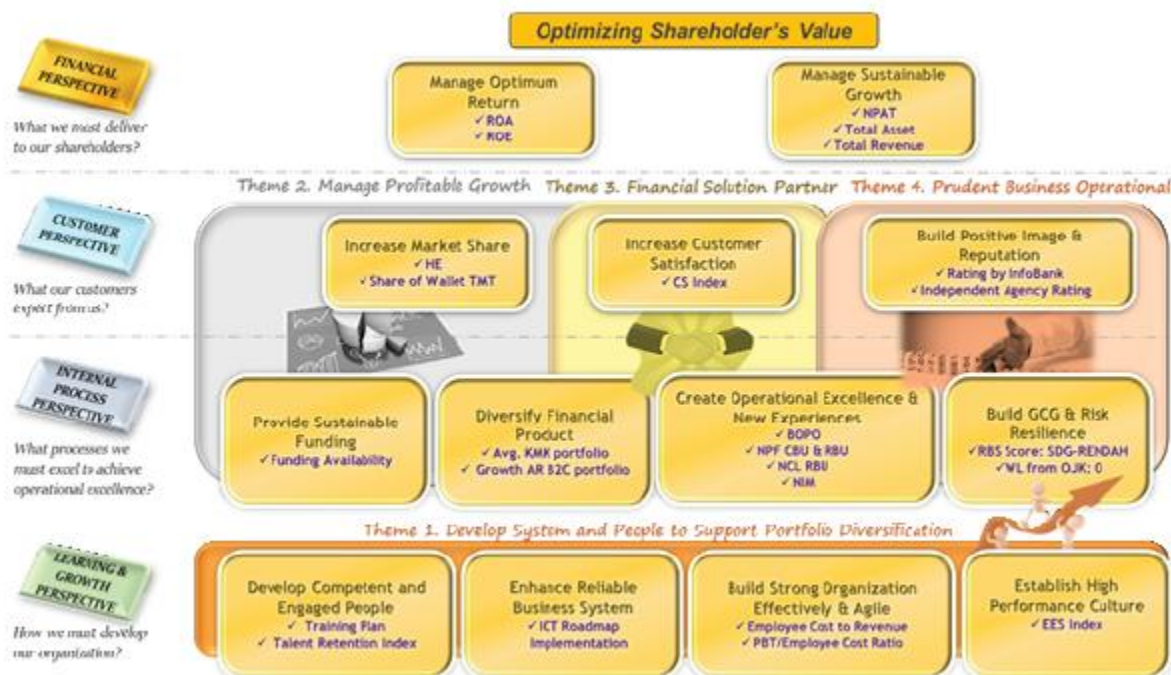 Optimizing Shareholder's Value
FINANCIAL
PERSPECTIVE
What we must deliver
to our shareholders?
Manage Optimum
Return
✓ ROA
✓ ROE
Manage Sustainable
Growth
✓ NPAT
✓ Total Asset
✓ Total Revenue
Theme 2. Manage Profitable Growth
Theme 3. Financial Solution Partner
Theme 4. Prudent Business Operational
CUSTOMER
PERSPECTIVE
What our customers
expect from us?
Increase Market Share
✓ HE
✓ Share of Wallet TMT
Increase Customer
Satisfaction
✓ CS Index
Build Positive Image &
Reputation
✓ Rating by InfoBank
✓ Independent Agency Rating
INTERNAL
PROCESS
PERSPECTIVE
What processes we
must excel to achieve
operational excellence?
Provide Sustainable
Funding
✓ Funding Availability
Diversify Financial
Product
✓ Avg. KMK portfolio
✓ Growth AR B2C portfolio
Create Operational Excellence &
New Experiences
✓ BOPO
✓ NPF CBU & RBU
✓ NCL RBU
✓ NIM
Build GCG & Risk
Resilience
✓ RBS Score: SDG-RENDAH
✓ WL from OJK: 0
Theme 1. Develop System and People to Support Portfolio Diversification
LEARNING &
GROWTH
PERSPECTIVE
How we must develop
our organization?
Develop Competent and
Engaged People
✓ Training Plan
✓ Talent Retention Index
Enhance Reliable
Business System
✓ ICT Roadmap
Implementation
Build Strong Organization
Effectively & Agile
✓ Employee Cost to Revenue
✓ PBT/Employee Cost Ratio
Establish High
Performance Culture
✓ EES Index